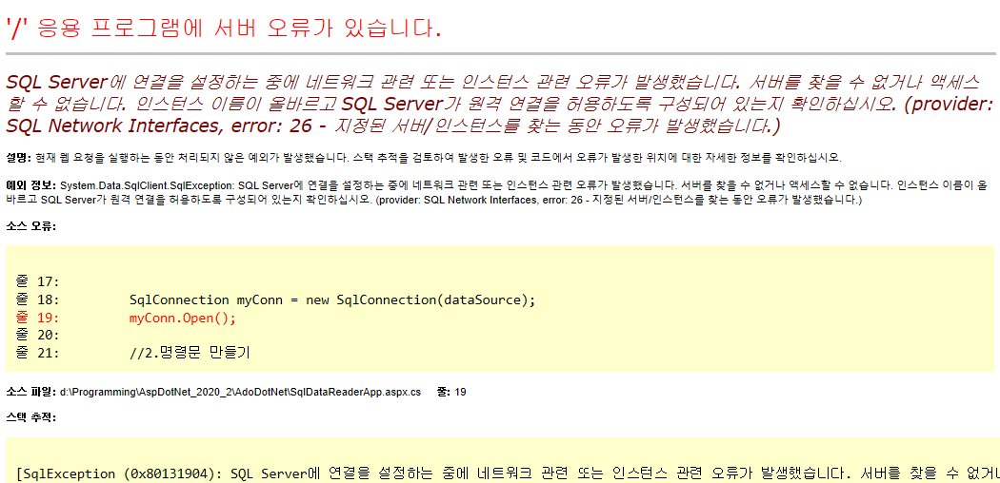 '/' 응용 프로그램에 서버 오류가 있습니다.
SQL Server에 연결을 설정하는 중에 네트워크 관련 또는 인스턴스 관련 오류가 발생했습니다. 서버를 찾을 수 없거나 액세스
할 수 없습니다. 인스턴스 이름이 올바르고 SQL Server가 원격 연결을 허용하도록 구성되어 있는지 확인하십시오. (provider:
SQL Network Interfaces, error: 26 - 지정된 서버/인스턴스를 찾는 동안 오류가 발생했습니다.)
설명: 현재 웹 요청을 실행하는 동안 처리되지 않은 예외가 발생했습니다. 스택 추적을 검토하여 발생한 오류 및 코드에서 오류가 발생한 위치에 대한 자세한 정보를 확인하십시오.
예외 정보: System.Data.SqlClient.SqlException: SQL Server에 연결을 설정하는 중에 네트워크 관련 또는 인스턴스 관련 오류가 발생했습니다. 서버를 찾을 수 없거나 액세스할 수 없습니다. 인스턴스 이름이 올
바르고 SQL Server가 원격 연결을 허용하도록 구성되어 있는지 확인하십시오. (provider: SQL Network Interfaces, error: 26 - 지정된 서버/인스턴스를 찾는 동안 오류가 발생했습니다.)
소스 오류:
줄 17:
줄 18:         SqlConnection myConn = new SqlConnection(dataSource);
줄 19:         myConn.Open();
줄 20:
줄 21:         //2.명령문 만들기
소스 파일: d:\Programming\AspDotNet_2020_2\AdoDotNet\SqlDataReaderApp.aspx.cs    줄: 19
스택 추적:
[SqlException (0x80131904): SQL Server에 연결을 설정하는 중에 네트워크 관련 또는 인스턴스 관련 오류가 발생했습니다. 서버를 찾을 수 없거나